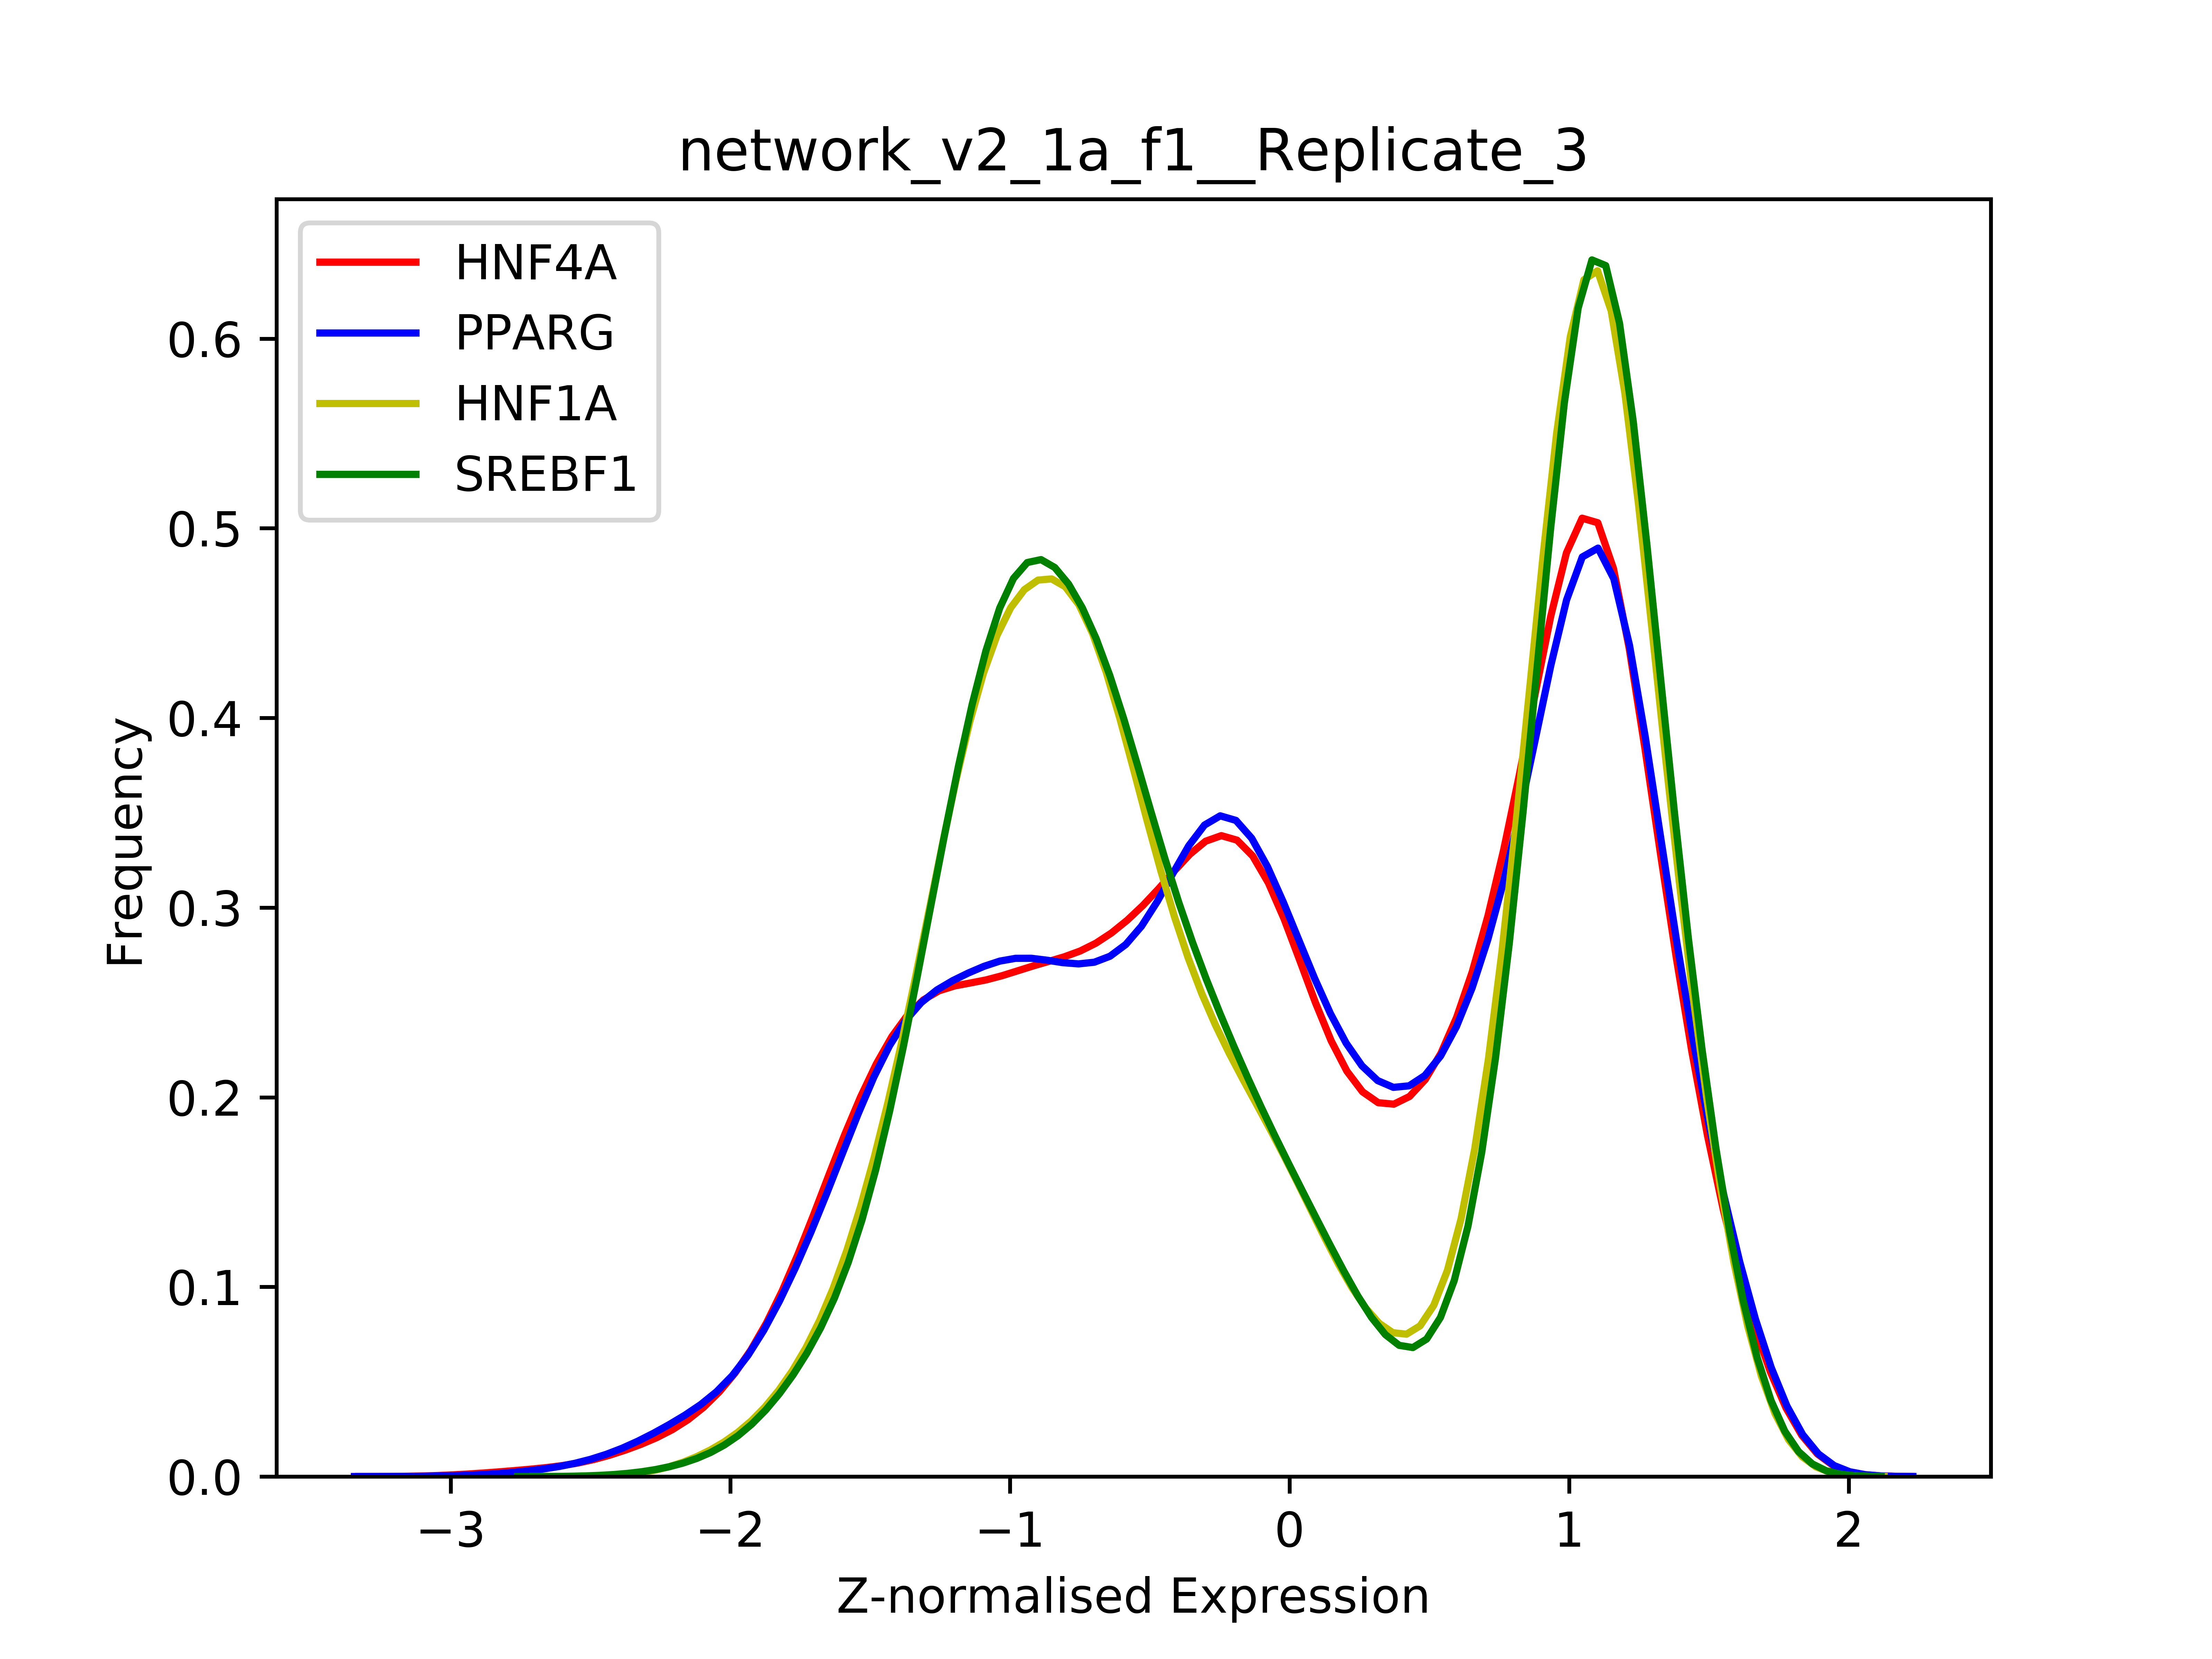 network_v2_1a_f1__Replicate_3
HNF4A
PPARG
HNF1A
SREBF1
Frequency
0.6
0.5
0.4
0.3
0.2
0.1
0.0
−3 −2 −1 0 1 2
Z-normalised Expression